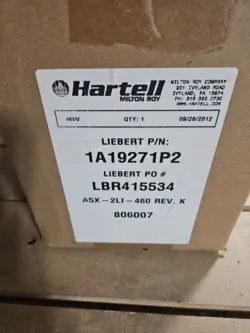 Hartell
MILTON ROY
MILTON ROY COMPANY
201 IVYLAND ROAD
IVYLAND, PA 18974
WWW.HARTELL.COM
460V QTY: 1 09/26/2012
LIEBERT P/N:
1A19271P2
LIEBERT PO #
LBR415534
A5X-2LI-460 REV. K
806007